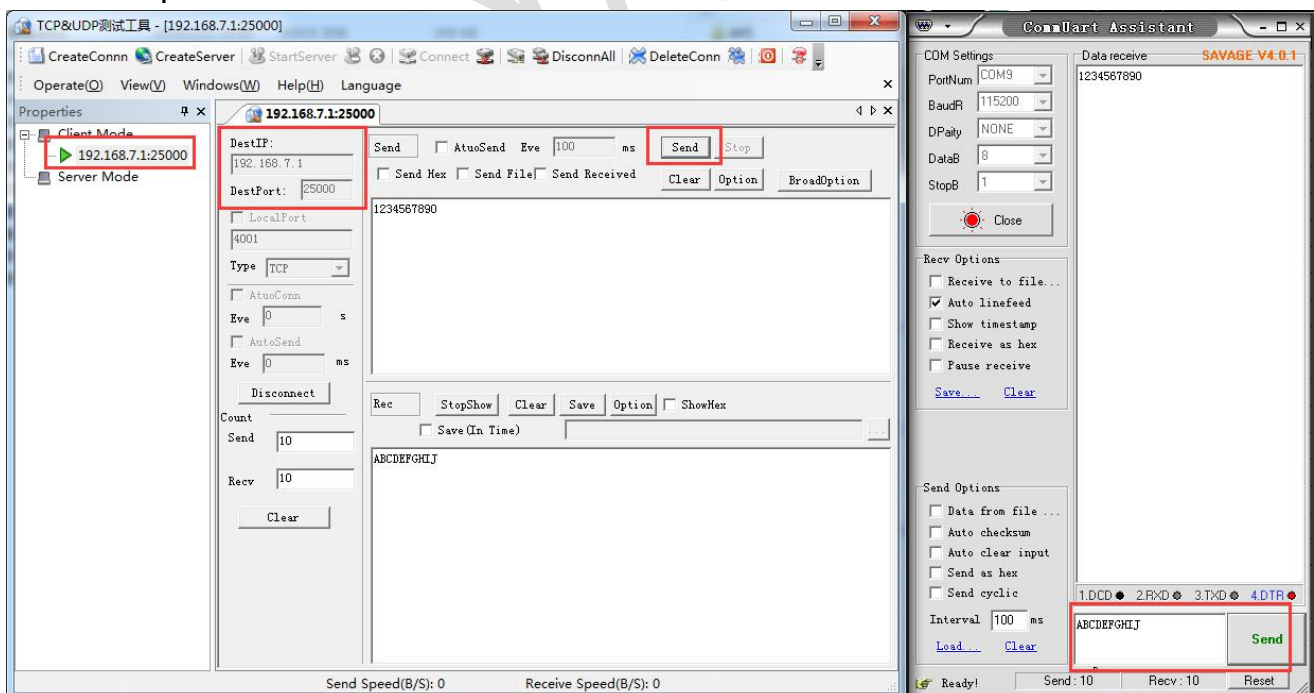 TCP&UDP测试工具 - [192.168.7.1:25000]
CreateConnn CreateServer StartServer Connect DisconnAll DeleteConn
Operate(O) View(V) Windows(W) Help(H) Language
Properties
Client Mode
192.168.7.1:25000
Server Mode
192.168.7.1:25000
DestIP:
192.168.7.1
DestPort: 25000
LocalPort
4001
Type TCP
AtuoConn
Eve 0 s
AutoSend
Eve 0 ms
Disconnect
Count
Send 10
Recv 10
Clear
Send AtuoSend Eve 100 ms Send Stop
Send Hex Send File Send Received Clear Option BroadOption
1234567890
Rec StopShow Clear Save Option ShowHex
Save(In Time) ...
ABCDEFGHIJ
Send Speed(B/S): 0 Receive Speed(B/S): 0
CommUart Assistant
COM Settings
PortNum COM9
BaudR 115200
DPaity NONE
DataB 8
StopB 1
Close
Recv Options
Receive to file...
Auto linefeed
Show timestamp
Receive as hex
Pause receive
Save... Clear
Send Options
Data from file ...
Auto checksum
Auto clear input
Send as hex
Send cyclic
Interval 100 ms
Load... Clear
Data receive SAVAGE V4.0.1
1234567890
1.DCD 2.RXD 3.TXD 4.DTR
ABCDEFGHIJ
Send
Ready! Send : 10 Recv : 10 Reset